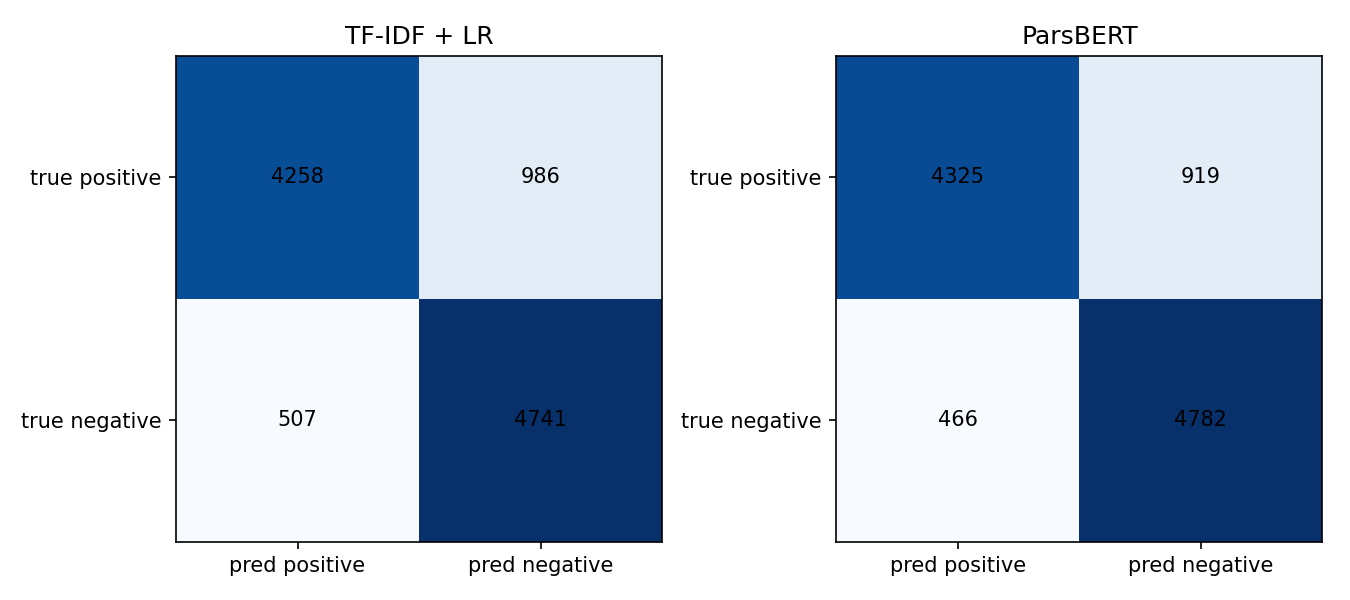 TF-IDF + LR
true positive
4258
986
true negative
507
4741
pred positive
pred negative
ParsBERT
true positive
4325
919
true negative
466
4782
pred positive
pred negative